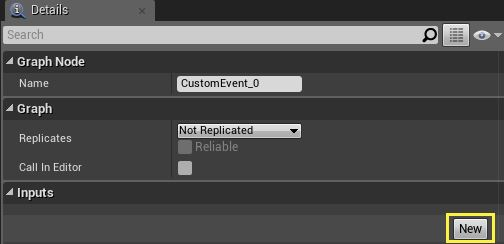 Details
Search
Graph Node
Name CustomEvent_0
Graph
Replicates Not Replicated
Reliable
Call In Editor
Inputs
New